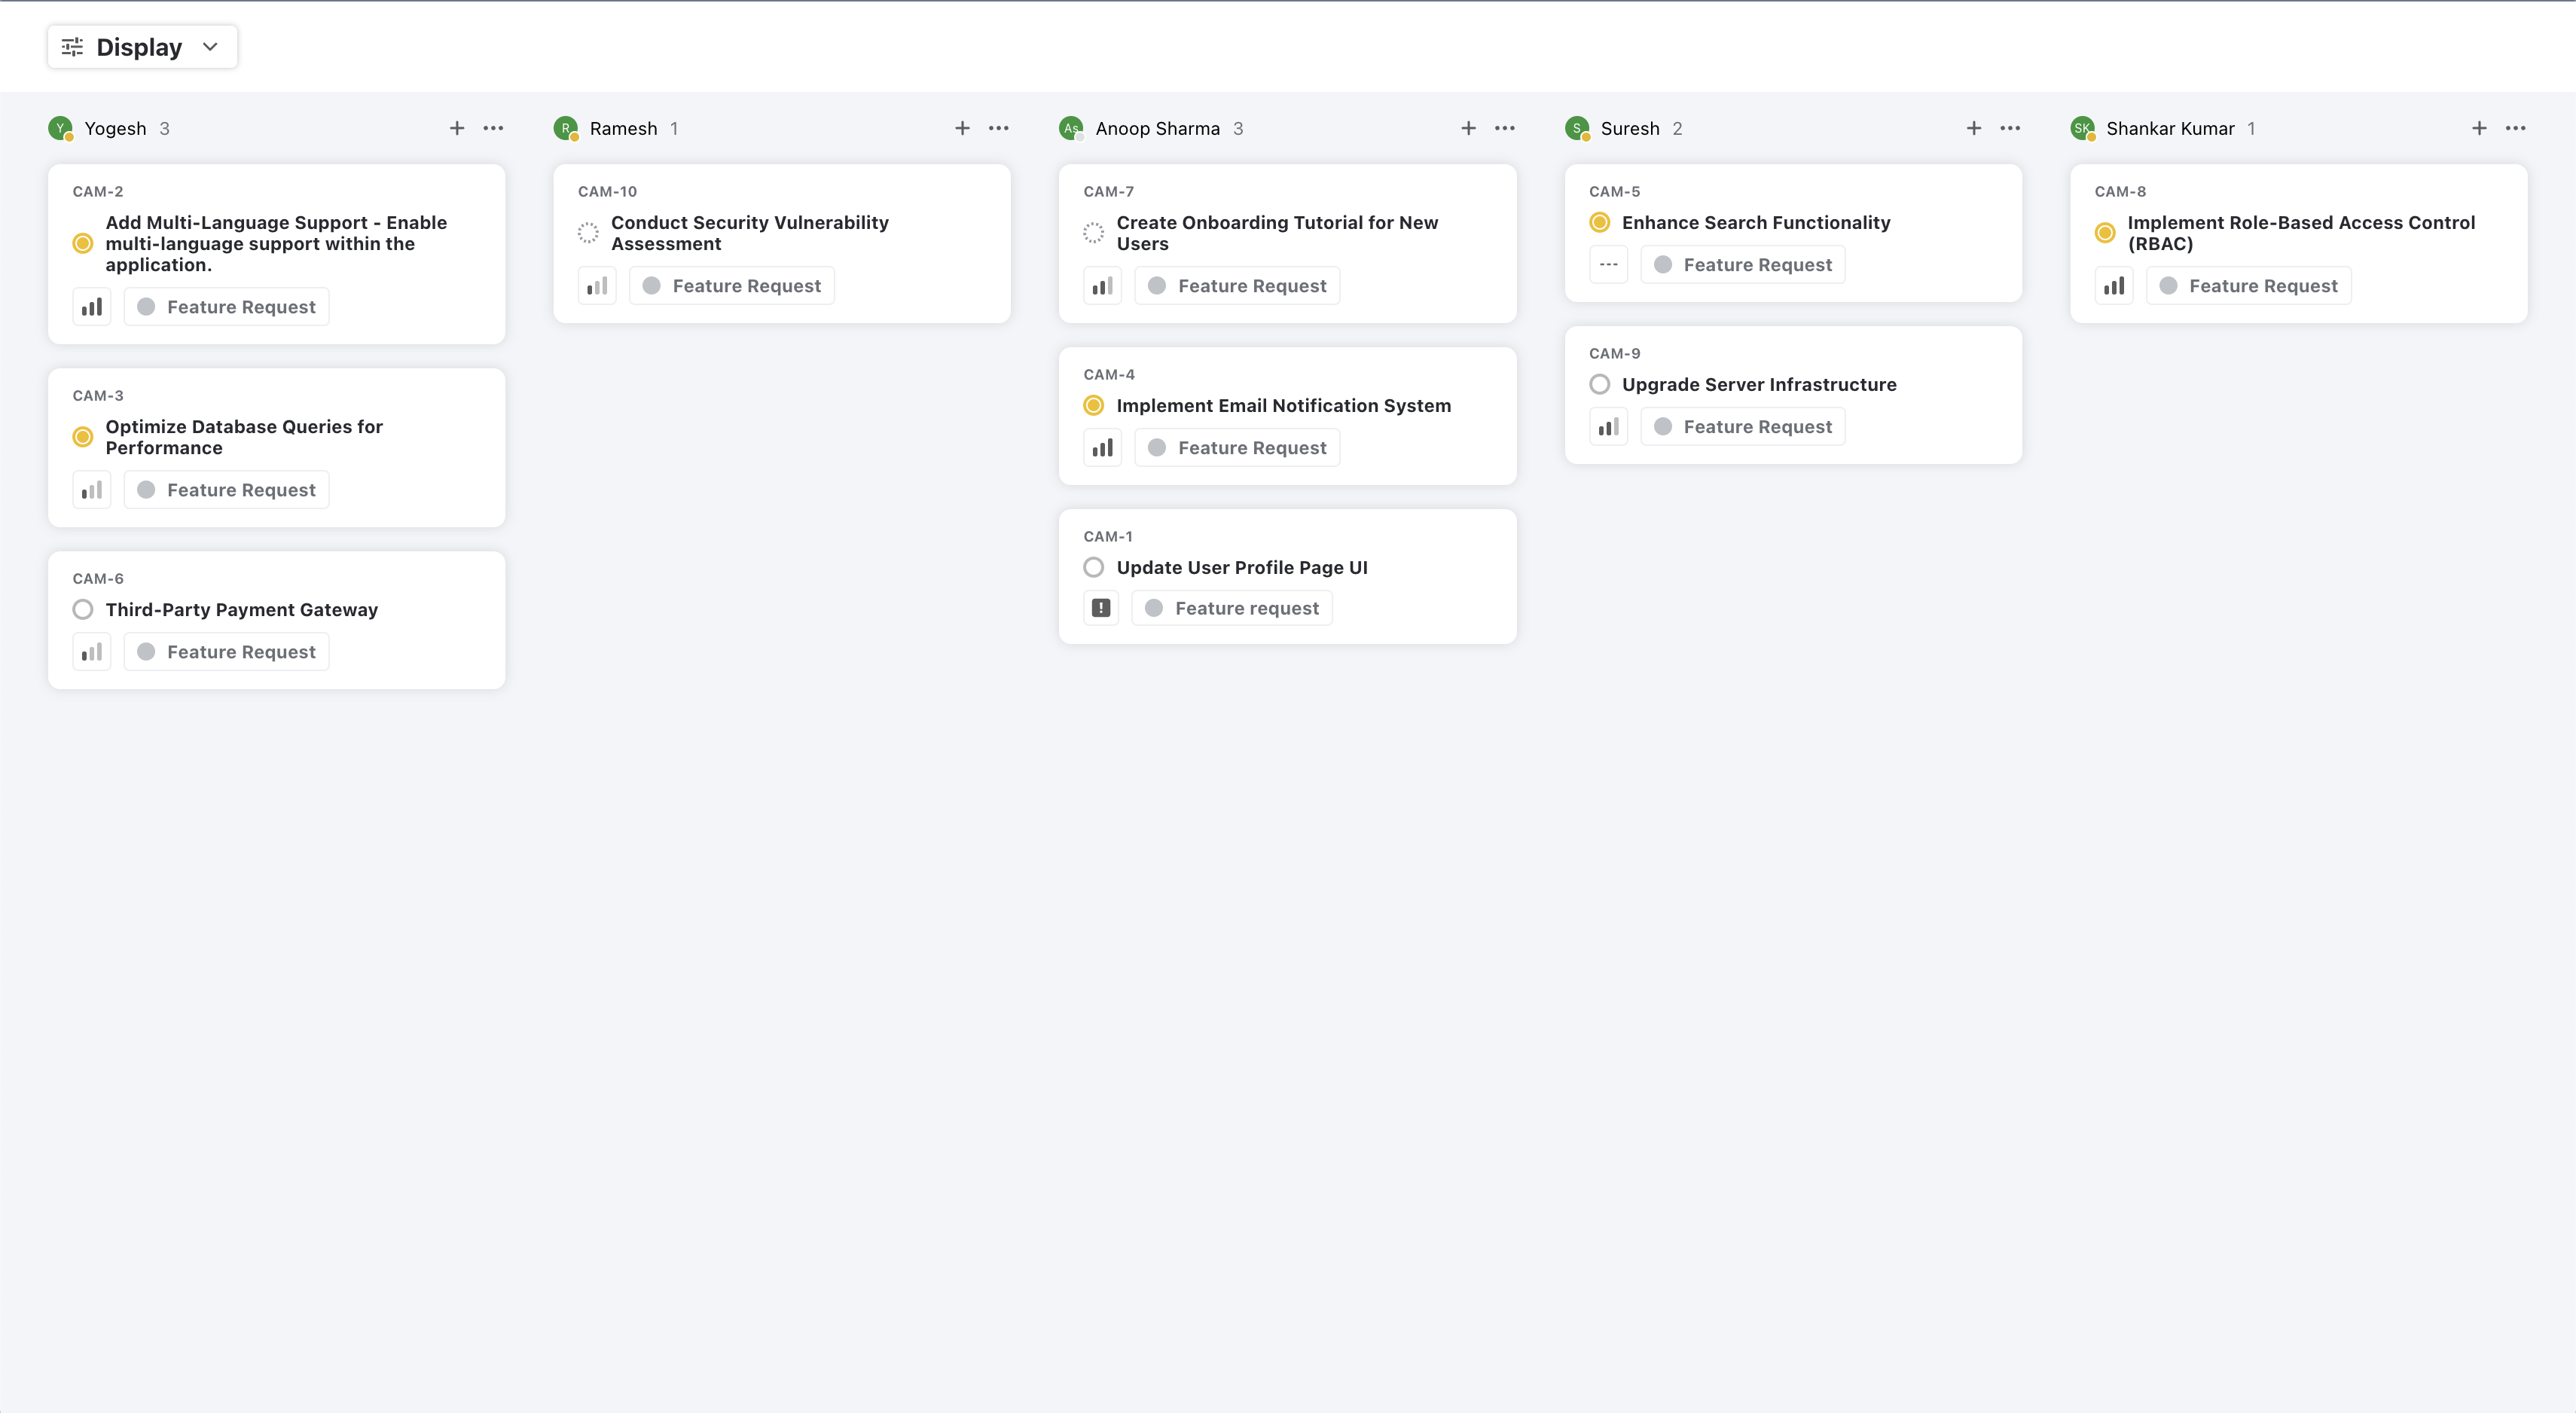 Display
Y
Yogesh 3
CAM-2
Add Multi-Language Support - Enable
multi-language support within the
application.
Feature Request
CAM-3
Optimize Database Queries for
Performance
Feature Request
CAM-6
Third-Party Payment Gateway
Feature Request
R
Ramesh 1
CAM-10
Conduct Security Vulnerability
Assessment
Feature Request
As
Anoop Sharma 3
CAM-7
Create Onboarding Tutorial for New
Users
Feature Request
CAM-4
Implement Email Notification System
Feature Request
CAM-1
Update User Profile Page UI
Feature request
S
Suresh 2
CAM-5
Enhance Search Functionality
Feature Request
CAM-9
Upgrade Server Infrastructure
Feature Request
SK
Shankar Kumar 1
CAM-8
Implement Role-Based Access Control
(RBAC)
Feature Request